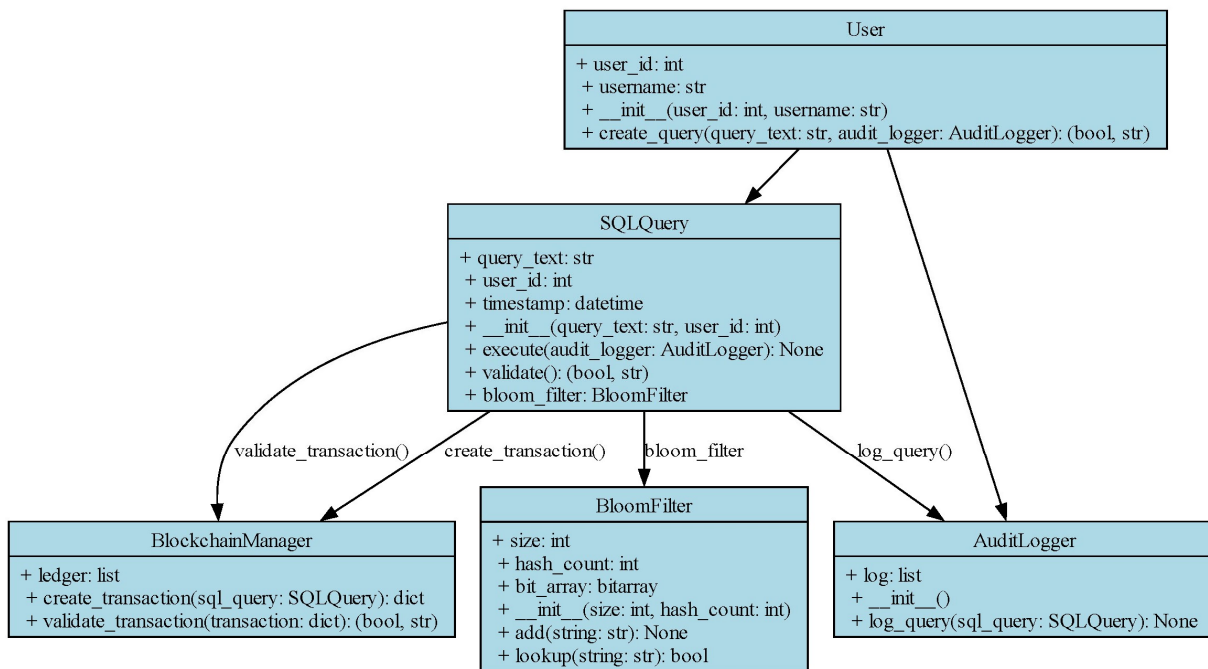 User
+ user_id: int
+ username: str
+ __init__(user_id: int, username: str)
+ create_query(query_text: str, audit_logger: AuditLogger): (bool, str)
SQLQuery
+ query_text: str
+ user_id: int
+ timestamp: datetime
+ __init__(query_text: str, user_id: int)
+ execute(audit_logger: AuditLogger): None
+ validate(): (bool, str)
+ bloom_filter: BloomFilter
validate_transaction()
create_transaction()
bloom_filter
log_query()
BlockchainManager
+ ledger: list
+ create_transaction(sql_query: SQLQuery): dict
+ validate_transaction(transaction: dict): (bool, str)
BloomFilter
+ size: int
+ hash_count: int
+ bit_array: bitarray
+ __init__(size: int, hash_count: int)
+ add(string: str): None
+ lookup(string: str): bool
AuditLogger
+ log: list
+ __init__()
+ log_query(sql_query: SQLQuery): None